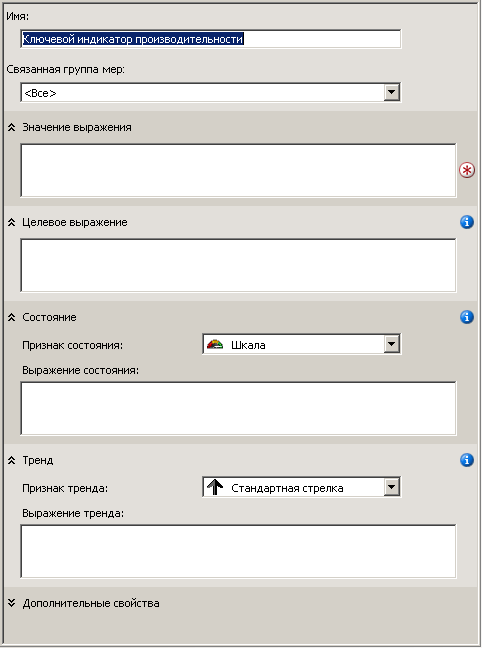 Имя:
Ключевой индикатор производительности
Связанная группа мер:
<Все>
Значение выражения
Целевое выражение
Состояние
Признак состояния:
Шкала
Выражение состояния:
Тренд
Признак тренда:
Стандартная стрелка
Выражение тренда:
Дополнительные свойства